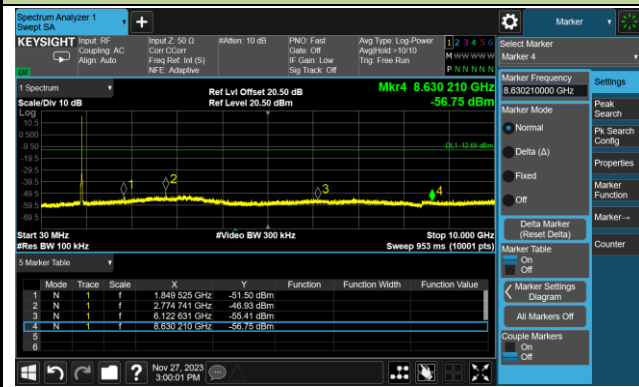 Spectrum Analyzer 1
Swept SA
+
Marker
KEYSIGHT
Input: RF
Coupling: AC
Align: Auto
Input Z: 50 Ω
Corr CCorr
Freq Ref: Int (S)
NFE: Adaptive
#Atten: 10 dB
PNO: Fast
Gate: Off
IF Gain: Low
Sig Track: Off
Avg Type: Log-Power
Avg|Hold:>10/10
Trig: Free Run
1 2 3 4 5 6
M W W W W W
P N N N N N
LXI
1 Spectrum
Scale/Div 10 dB
Ref Lvl Offset 20.50 dB
Ref Level 20.50 dBm
Mkr4 8.630 210 GHz
-56.75 dBm
Log
10.5
0.500
-9.50
-19.5
-29.5
-39.5
-49.5
-59.5
-69.5
DL1 -12.69 dBm
1
2
3
4
Start 30 MHz
#Res BW 100 kHz
#Video BW 300 kHz
Stop 10.000 GHz
Sweep 953 ms (10001 pts)
5 Marker Table
Mode Trace Scale X Y Function Function Width Function Value
1 N 1 f 1.849 525 GHz -51.50 dBm
2 N 1 f 2.774 741 GHz -46.93 dBm
3 N 1 f 6.122 631 GHz -55.41 dBm
4 N 1 f 8.630 210 GHz -56.75 dBm
5
6
Nov 27, 2023
3:00:01 PM
?
Select Marker
Marker 4
Marker Frequency
8.630210000 GHz
Marker Mode
Normal
Delta (Δ)
Fixed
Off
Delta Marker
(Reset Delta)
Marker Table
On
Off
Marker Settings
Diagram
All Markers Off
Couple Markers
On
Off
Settings
Peak
Search
Pk Search
Config
Properties
Marker
Function
Marker→
Counter